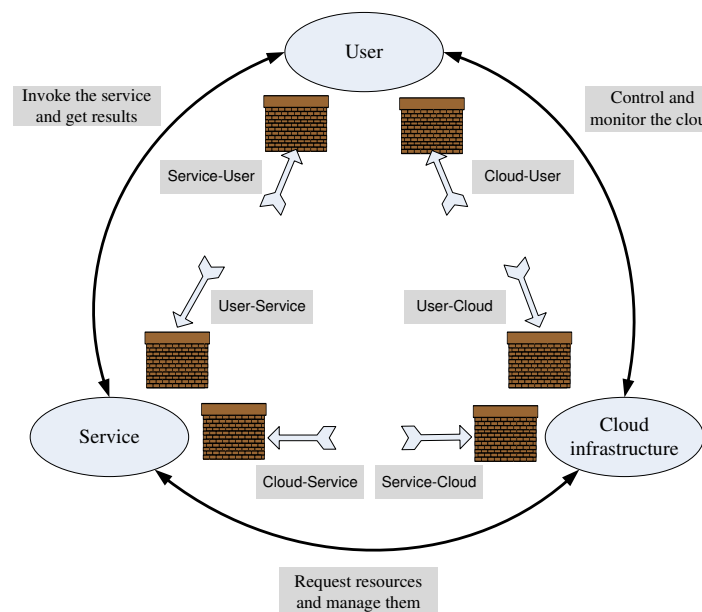 User
Invoke the service
and get results
Control and
monitor the clou
Service-User
Cloud-User
User-Service
User-Cloud
Service
Cloud
infrastructure
Cloud-Service
Service-Cloud
Request resources
and manage them